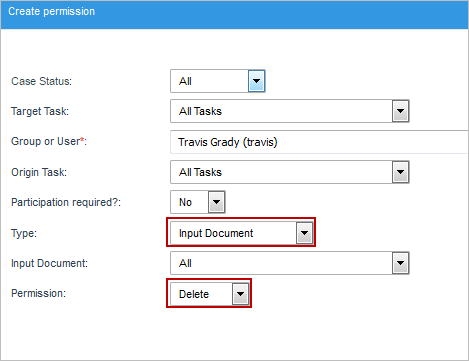 Create permission
Case Status: All
Target Task: All Tasks
Group or User*: Travis Grady (travis)
Origin Task: All Tasks
Participation required?: No
Type: Input Document
Input Document: All
Permission: Delete